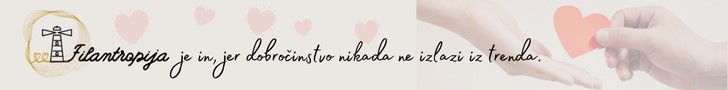 Filantropija je in, jer dobročinstvo nikada ne izlazi iz trenda.